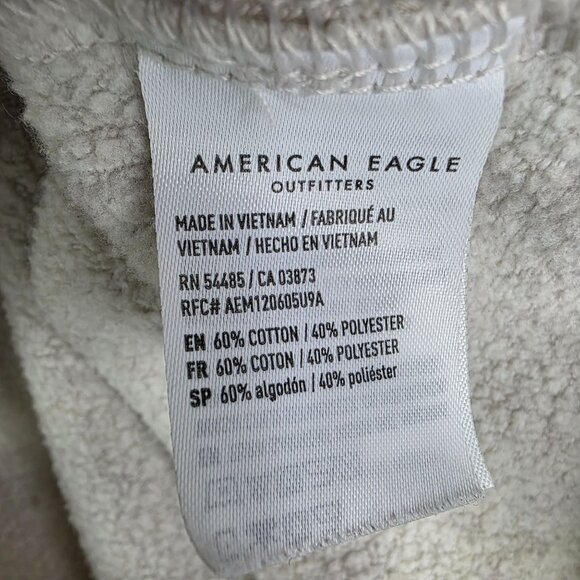 AMERICAN EAGLE
OUTFITTERS
MADE IN VIETNAM / FABRIQUÉ AU
VIETNAM / HECHO EN VIETNAM
RN 54485 / CA 03873
RFC# AEM120605U9A
EN 60% COTTON / 40% POLYESTER
FR 60% COTON / 40% POLYESTER
SP 60% algodón / 40% poliéster